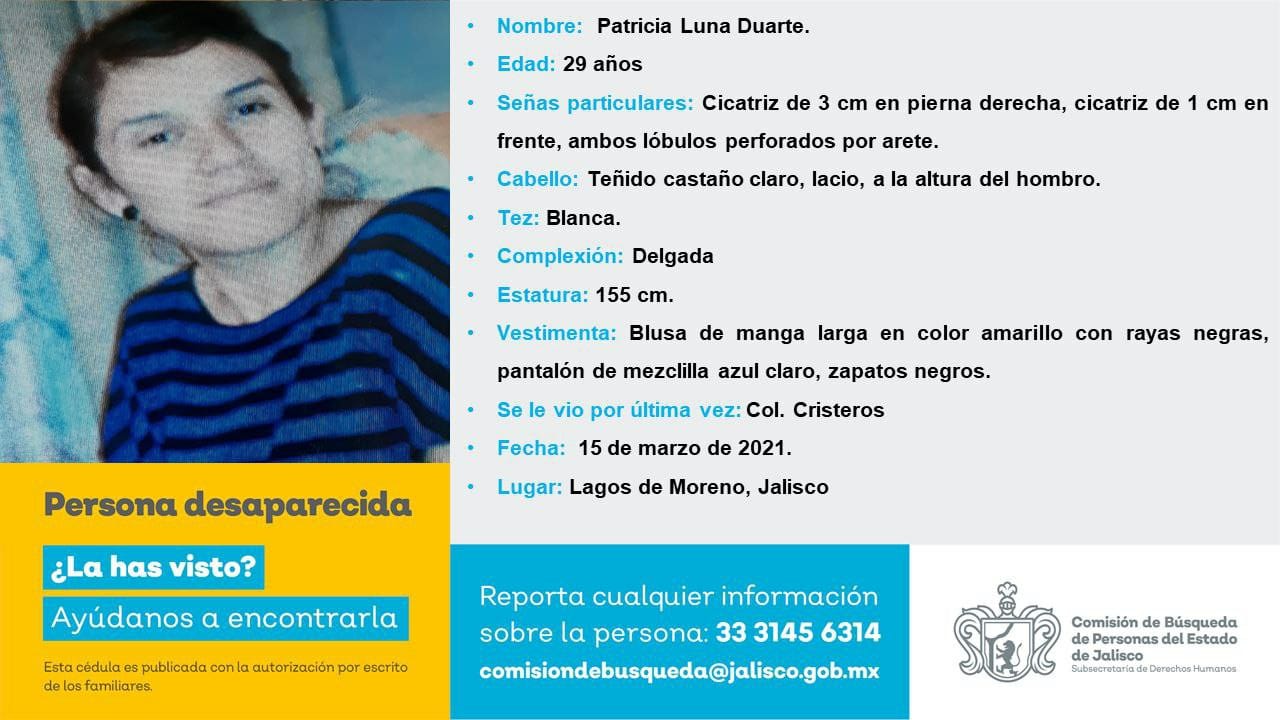 • Nombre: Patricia Luna Duarte.
• Edad: 29 años
• Señas particulares: Cicatriz de 3 cm en pierna derecha, cicatriz de 1 cm en
frente, ambos lóbulos perforados por arete.
• Cabello: Teñido castaño claro, lacio, a la altura del hombro.
• Tez: Blanca.
• Complexión: Delgada
• Estatura: 155 cm.
• Vestimenta: Blusa de manga larga en color amarillo con rayas negras,
pantalón de mezclilla azul claro, zapatos negros.
• Se le vio por última vez: Col. Cristeros
• Fecha: 15 de marzo de 2021.
• Lugar: Lagos de Moreno, Jalisco
Persona desaparecida
¿La has visto?
Ayúdanos a encontrarla
Esta cédula es publicada con la autorización por escrito
de los familiares.
Reporta cualquier información
sobre la persona: 33 3145 6314
comisiondebusqueda@jalisco.gob.mx
Comisión de Búsqueda
de Personas del Estado
de Jalisco
Subsecretaría de Derechos Humanos